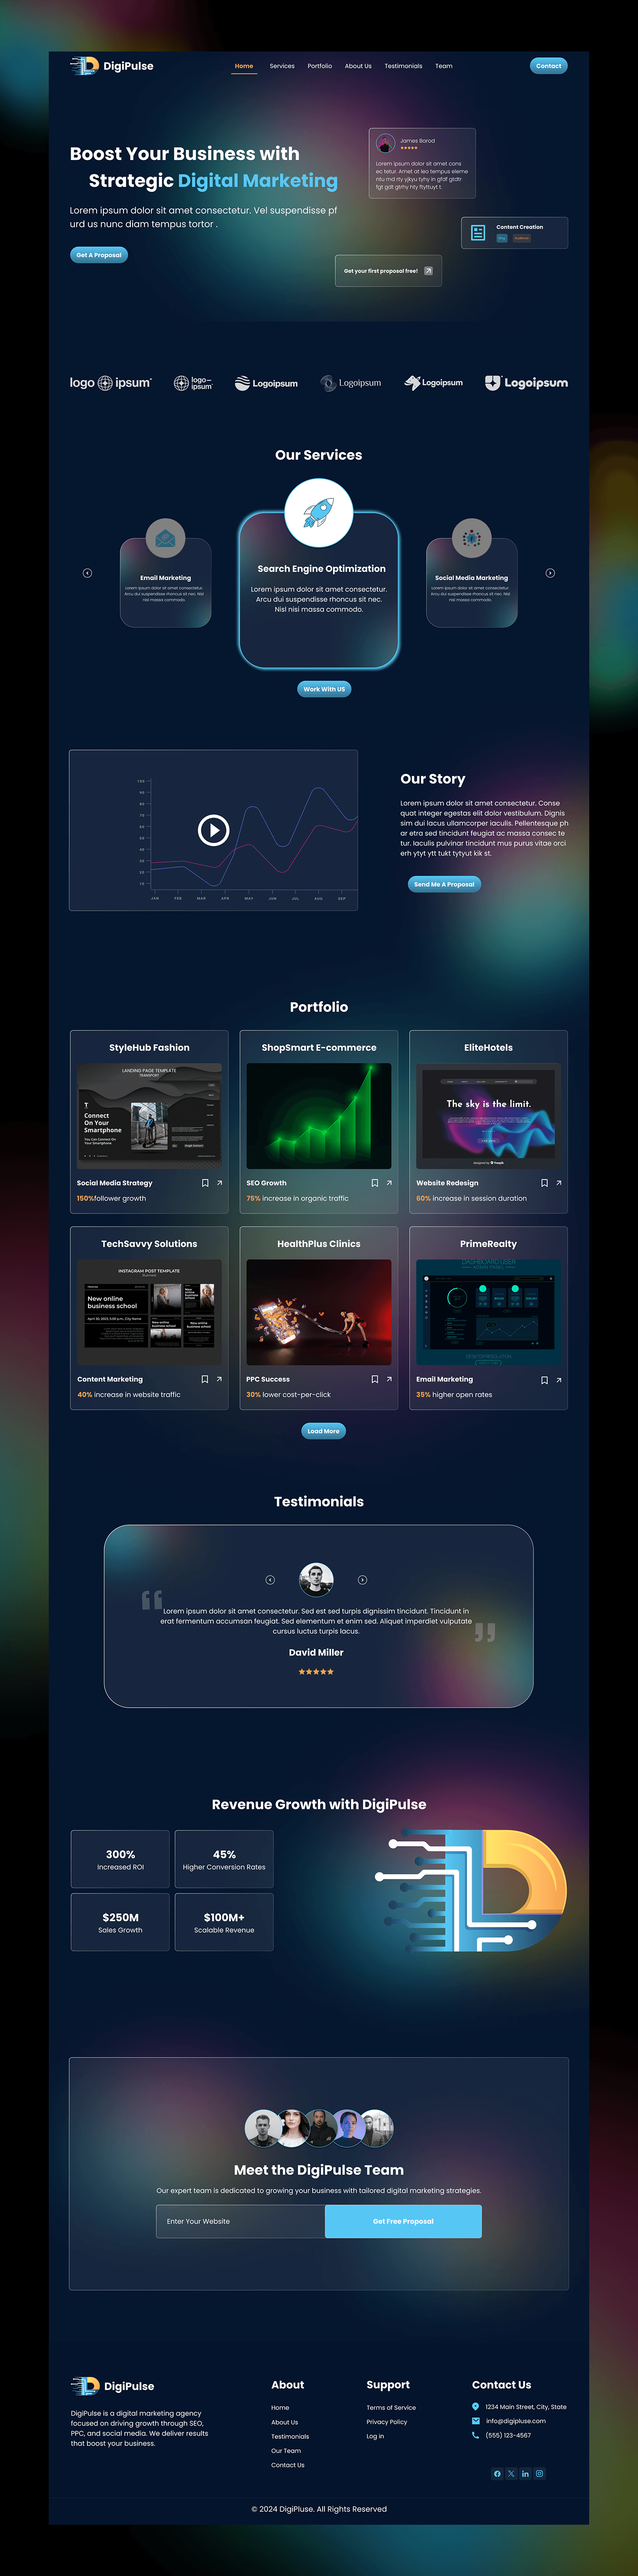 DigiPulse
Home
Services
Portfolio
About Us
Testimonials
Team
Contact
Boost Your Business with
Strategic Digital Marketing
Lorem ipsum dolor sit amet consectetur. Vel suspendisse pf
urd us nunc diam tempus tortor .
Get A Proposal
James Barod
Lorem ipsum dolor sit amet cons
ec tetur. Amet at leo tempus eleme
Content Creation
Get your first proposal free!
logo ipsum
logo—
ipsum
Logoipsum
Logoipsum
Logoipsum
Logoipsum
Our Services
Email Marketing
Lorem ipsum dolor sit amet consectetur.
Arcu dui suspendisse rhoncus sit nec. Nisl
nisi massa commodo.
Search Engine Optimization
Lorem ipsum dolor sit amet consectetur.
Arcu dui suspendisse rhoncus sit nec.
Nisl nisi massa commodo.
Social Media Marketing
Lorem ipsum dolor sit amet consectetur.
Arcu dui suspendisse rhoncus sit nec. Nisl
nisi massa commodo.
Work With US
100
90
80
70
60
50
40
30
20
10
JAN
FEB
MAR
APR
MAY
JUN
JUL
AUG
SEP
Our Story
Lorem ipsum dolor sit amet consectetur. Conse
quat integer egestas elit dolor vestibulum. Dignis
sim dui lacus ullamcorper iaculis. Pellentesque ph
ar etra sed tincidunt feugiat ac massa consec te
tur. Iaculis pulvinar tincidunt mus purus vitae orci
erh ytyt ytt tukt tytyut kik st.
Send Me A Proposal
Portfolio
StyleHub Fashion
LANDING PAGE TEMPLATE
TRANSPORT
Connect
On Your
Smartphone
You Can Connect On
Smartphone
Social Media Strategy
150%follower growth
ShopSmart E-commerce
SEO Growth
75% increase in organic traffic
EliteHotels
The sky is the limit.
Website Redesign
60% increase in session duration
TechSavvy Solutions
INSTAGRAM POST TEMPLATE
New online
business school
Content Marketing
40% increase in website traffic
HealthPlus Clinics
PPC Success
30% lower cost-per-click
PrimeRealty
DASHBOARD USER
Email Marketing
35% higher open rates
Load More
Testimonials
Lorem ipsum dolor sit amet consectetur. Sed est sed turpis dignissim tincidunt. Tincidunt in
erat fermentum accumsan feugiat. Sed elementum et enim sed. Aliquet imperdiet vulputate
cursus luctus turpis lacus.
David Miller
Revenue Growth with DigiPulse
300%
Increased ROI
45%
Higher Conversion Rates
$250M
Sales Growth
$100M+
Scalable Revenue
Meet the DigiPulse Team
Our expert team is dedicated to growing your business with tailored digital marketing strategies.
Enter Your Website
Get Free Proposal
DigiPulse
DigiPulse is a digital marketing agency
focused on driving growth through SEO,
PPC, and social media. We deliver results
that boost your business.
About
Home
About Us
Testimonials
Our Team
Contact Us
Support
Terms of Service
Privacy Policy
Log in
Contact Us
1234 Main Street, City, State
info@digipluse.com
(555) 123-4567
© 2024 DigiPluse. All Rights Reserved